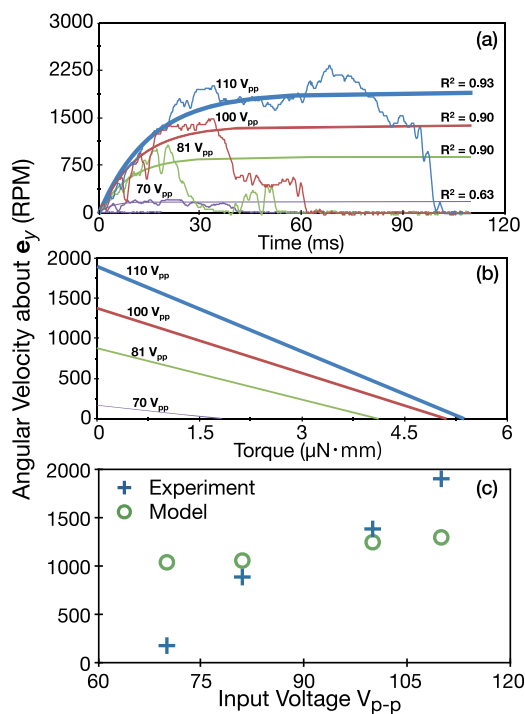 Angular Velocity about e_y (RPM)
(a)
3000
2250
1500
750
0
110 Vpp
100 Vpp
81 Vpp
70 Vpp
R² = 0.93
R² = 0.90
R² = 0.90
R² = 0.63
0 30 60 90 120
Time (ms)
(b)
2000
1500
1000
500
0
110 Vpp
100 Vpp
81 Vpp
70 Vpp
0 1.5 3 4.5 6
Torque (μN·mm)
(c)
2000
1500
1000
500
0
Experiment
Model
60 75 90 105 120
Input Voltage Vp-p